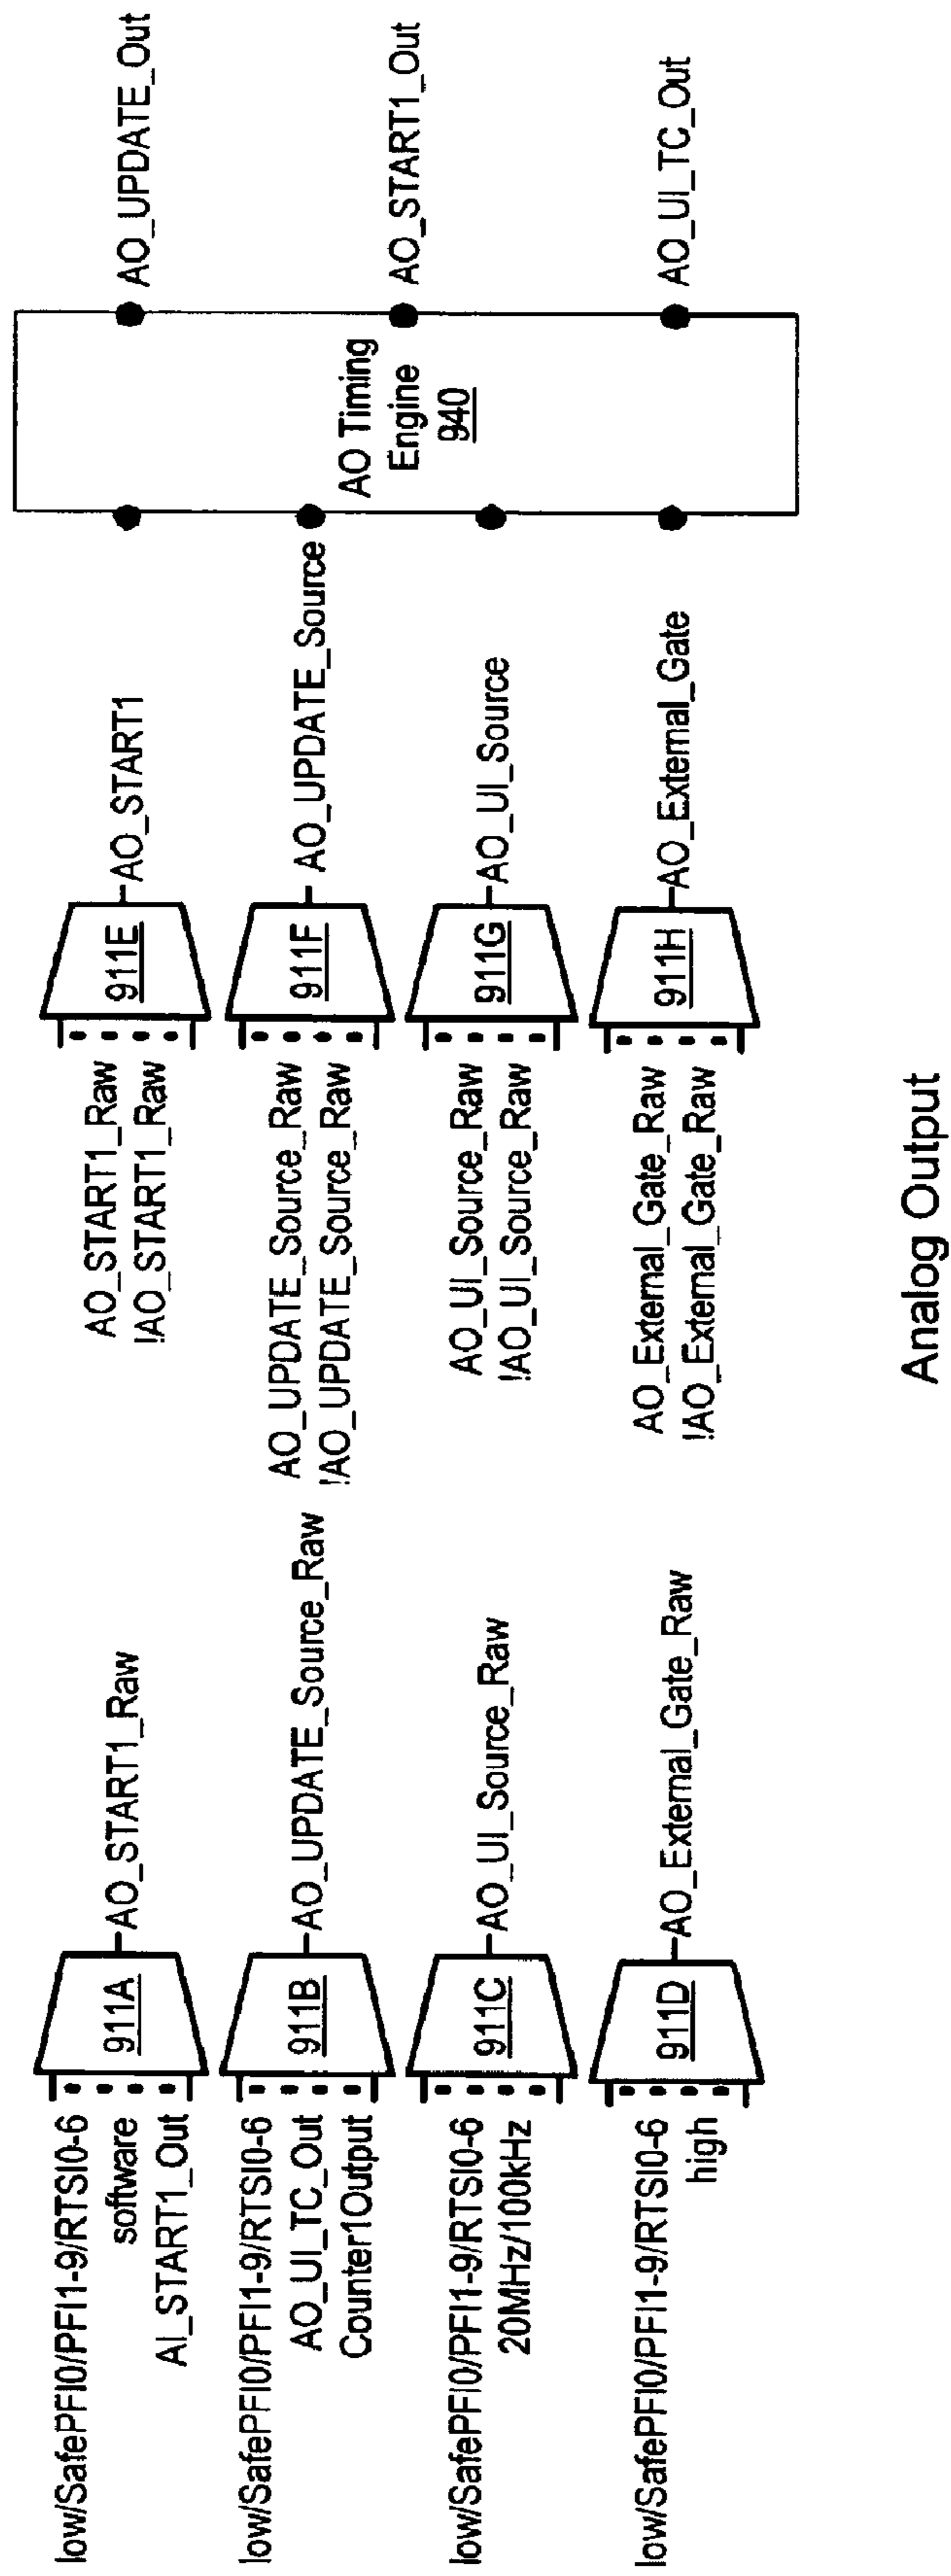 low/SafePFI0/PFI1-9/RTSI0-6
software
AI_START1_Out
911A
AO_START1_Raw
low/SafePFI0/PFI1-9/RTSI0-6
AO_UI_TC_Out
Counter1Output
911B
AO_UPDATE_Source_Raw
low/SafePFI0/PFI1-9/RTSI0-6
20MHz/100kHz
911C
AO_UI_Source_Raw
low/SafePFI0/PFI1-9/RTSI0-6
high
911D
AO_External_Gate_Raw
AO_START1_Raw
!AO_START1_Raw
911E
AO_START1
AO_UPDATE_Source_Raw
!AO_UPDATE_Source_Raw
911F
AO_UPDATE_Source
AO_UI_Source_Raw
!AO_UI_Source_Raw
911G
AO_UI_Source
AO_External_Gate_Raw
!AO_External_Gate_Raw
911H
AO_External_Gate
AO Timing
Engine
940
AO_UPDATE_Out
AO_START1_Out
AO_UI_TC_Out
Analog Output